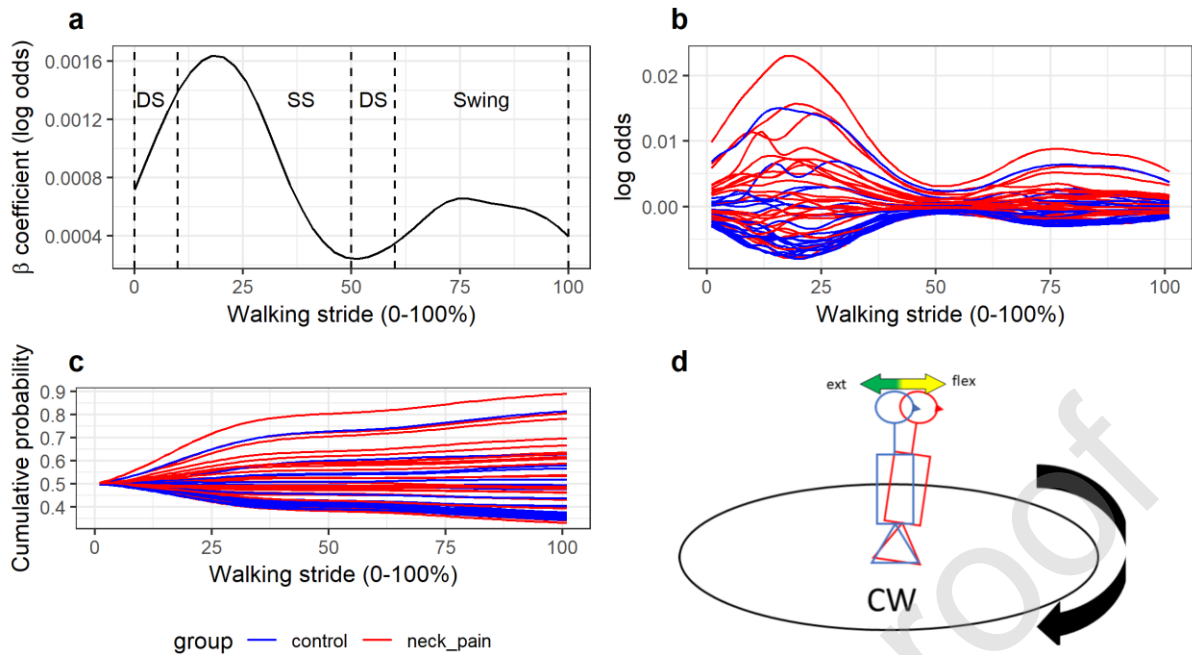 a
β coefficient (log odds)
0.0016
0.0012
0.0008
0.0004
DS
SS
DS
Swing
0
25
50
75
100
Walking stride (0-100%)
b
log odds
0.02
0.01
0.00
0
25
50
75
100
Walking stride (0-100%)
c
Cumulative probability
0.9
0.8
0.7
0.6
0.5
0.4
0
25
50
75
100
Walking stride (0-100%)
group control neck_pain
d
ext flex
CW
roof